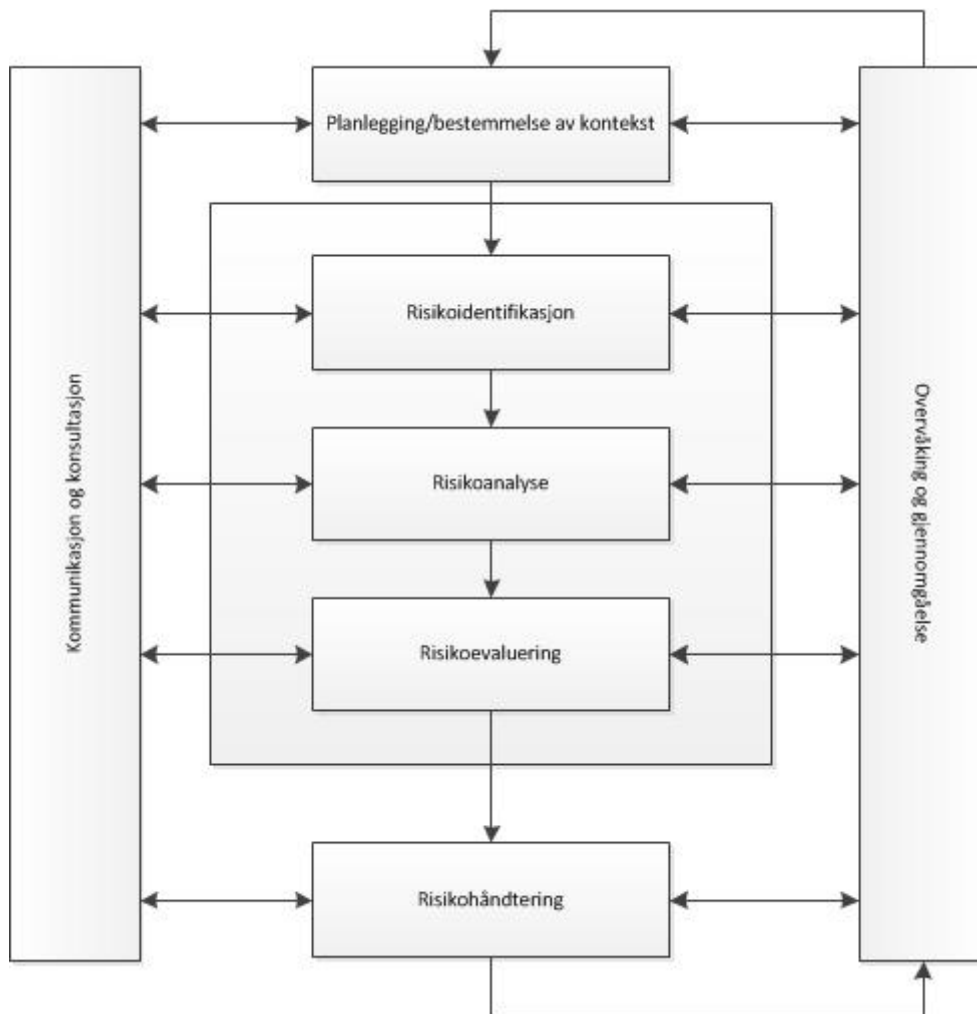 Planlegging/bestemmelse av kontekst
Risikoidentifikasjon
Risikoanalyse
Risikoevaluering
Risikohåndtering
Kommunikasjon og konsultasjon
Overvåking og gjennomgåelse